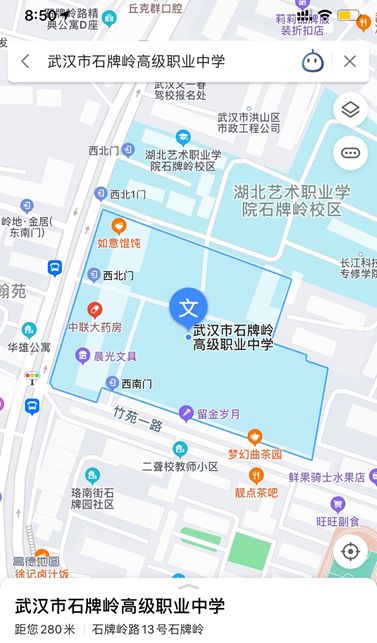 8:50
石牌岭路精
典公寓D座
丘克群口腔
莉莉品牌服
装折扣店
武汉市石牌岭高级职业中学
武汉文一春
驾校报名处
武汉市洪山区
市政工程公司
西北门
湖北艺术职业学
院石牌岭校区
西北1门
湖北艺术职业学
院石牌岭校区
岭地·金居(
东南门)
如意馄饨
长江科技
专修学院
西北门
翰苑
文
武汉市石牌岭
高级职业中学
中联大药房
华雄公寓
晨光文具
西南门
竹苑一路
留金岁月
梦幻曲茶园
二聋校教师小区
靓点茶吧
鲜果骑士水果店
珞南街石
牌园社区
旺旺副食
高德地图
徐记卤汁饭
武汉市石牌岭高级职业中学
距您280米
石牌岭路13号石牌岭